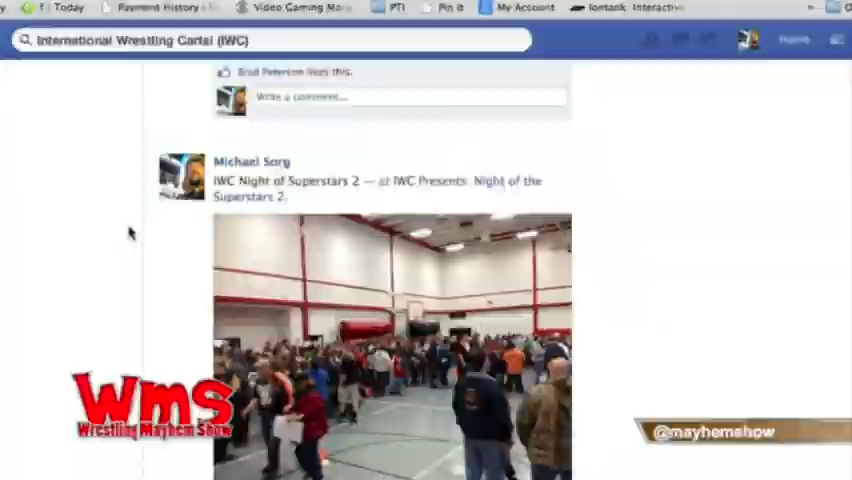 Today
Payment History
Video Gaming
PTI
Pin It
My Account
International Wrestling Cartel (IWC)
Home
Brad Peterson likes this.
Write a comment...
Michael Sorg
IWC Night of Superstars 2 — at IWC Presents: Night of the
Superstars 2.
Wms
Wrestling Mayhem Show
@mayhemshow